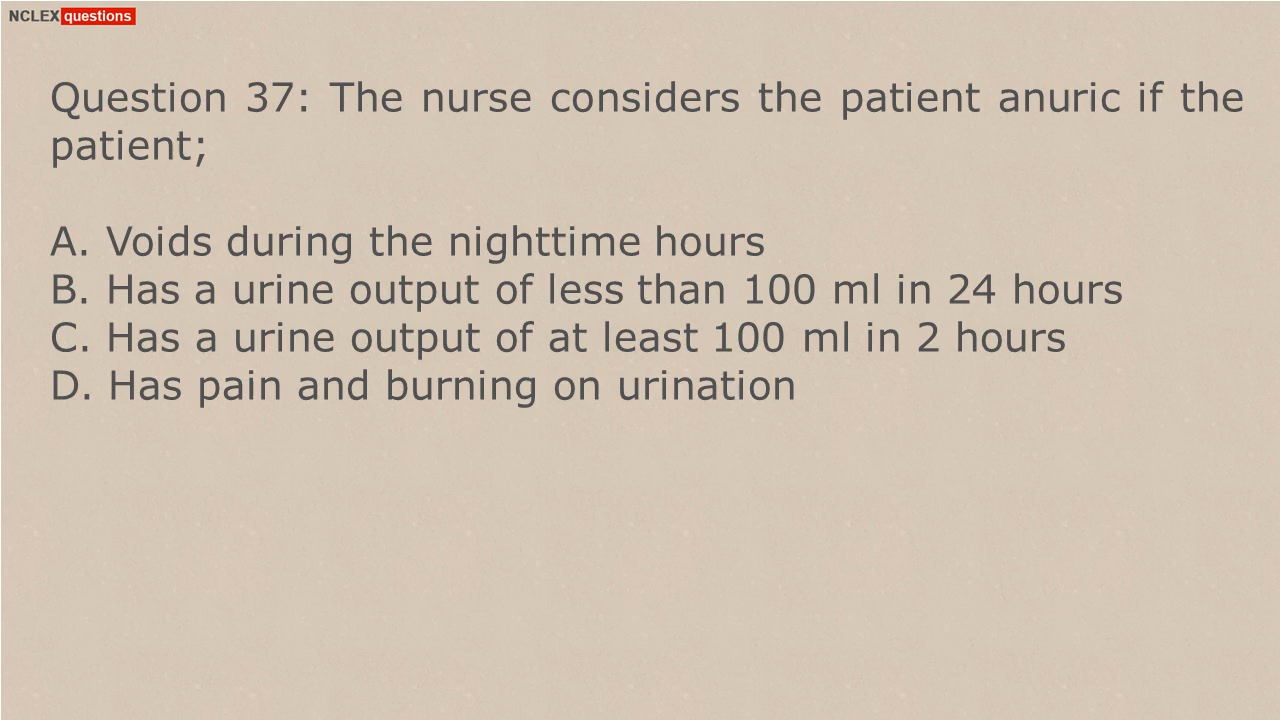 NCLEX questions
Question 37: The nurse considers the patient anuric if the
patient;
A. Voids during the nighttime hours
B. Has a urine output of less than 100 ml in 24 hours
C. Has a urine output of at least 100 ml in 2 hours
D. Has pain and burning on urination